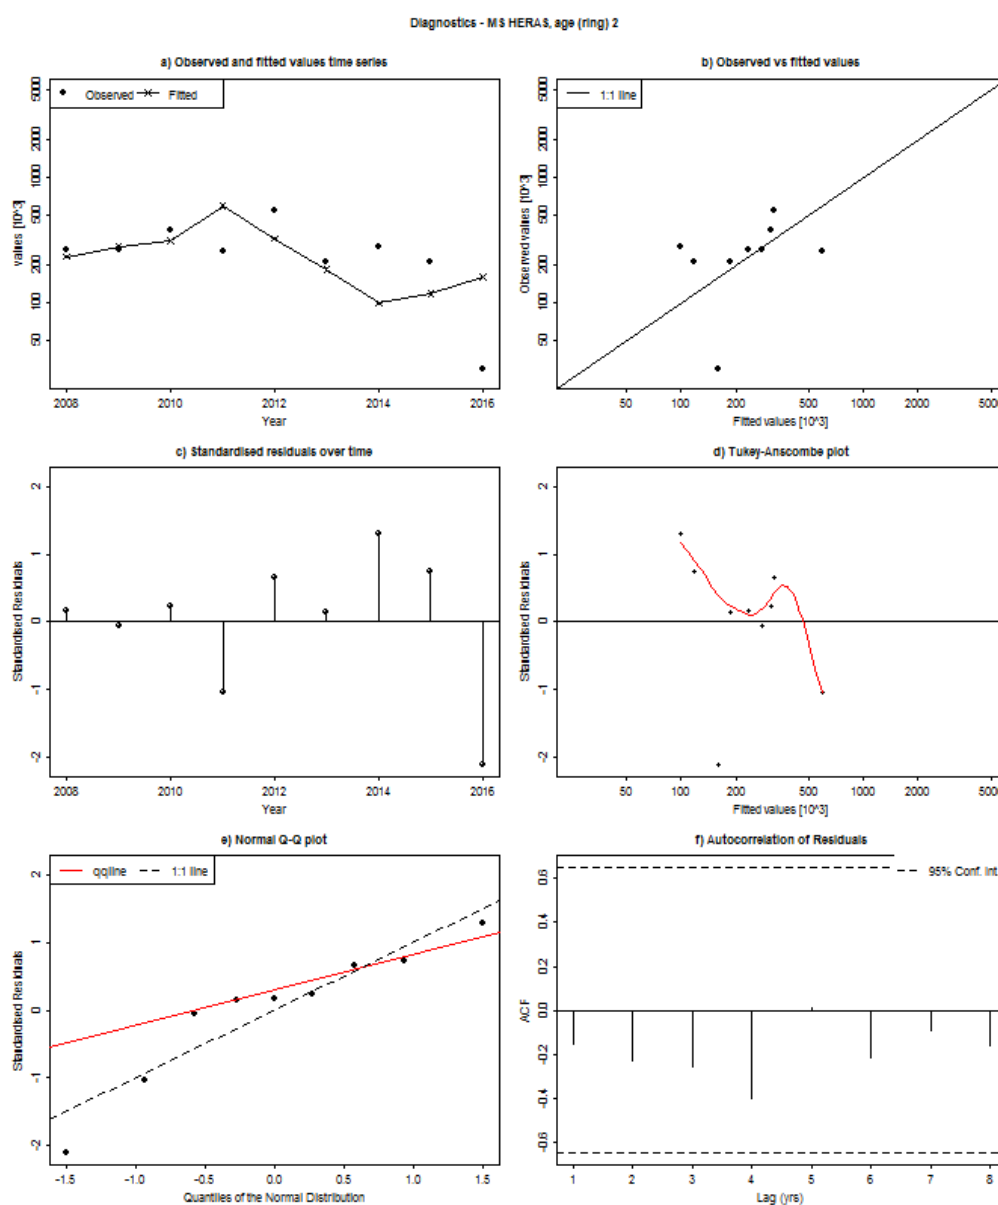 Diagnostics - MS HERAS, age (ring) 2
a) Observed and fitted values time series
Observed Fitted
values [10^3]
5000
2000
1000
500
200
100
50
2008 2010 2012 2014 2016
Year
b) Observed vs fitted values
1:1 line
Observed values [10^3]
5000
2000
1000
500
200
100
50
50 100 200 500 1000 2000 5000
Fitted values [10^3]
c) Standardised residuals over time
Standardised Residuals
2
1
0
-1
-2
2008 2010 2012 2014 2016
Year
d) Tukey-Anscombe plot
Standardised Residuals
2
1
0
-1
-2
50 100 200 500 1000 2000 5000
Fitted values [10^3]
e) Normal Q-Q plot
qqline 1:1 line
Standardised Residuals
2
1
0
-1
-2
-1.5 -1.0 -0.5 0.0 0.5 1.0 1.5
Quantiles of the Normal Distribution
f) Autocorrelation of Residuals
95% Conf. Int
ACF
0.6
0.4
0.2
0.0
-0.2
-0.4
-0.6
1 2 3 4 5 6 7 8
Lag (yrs)